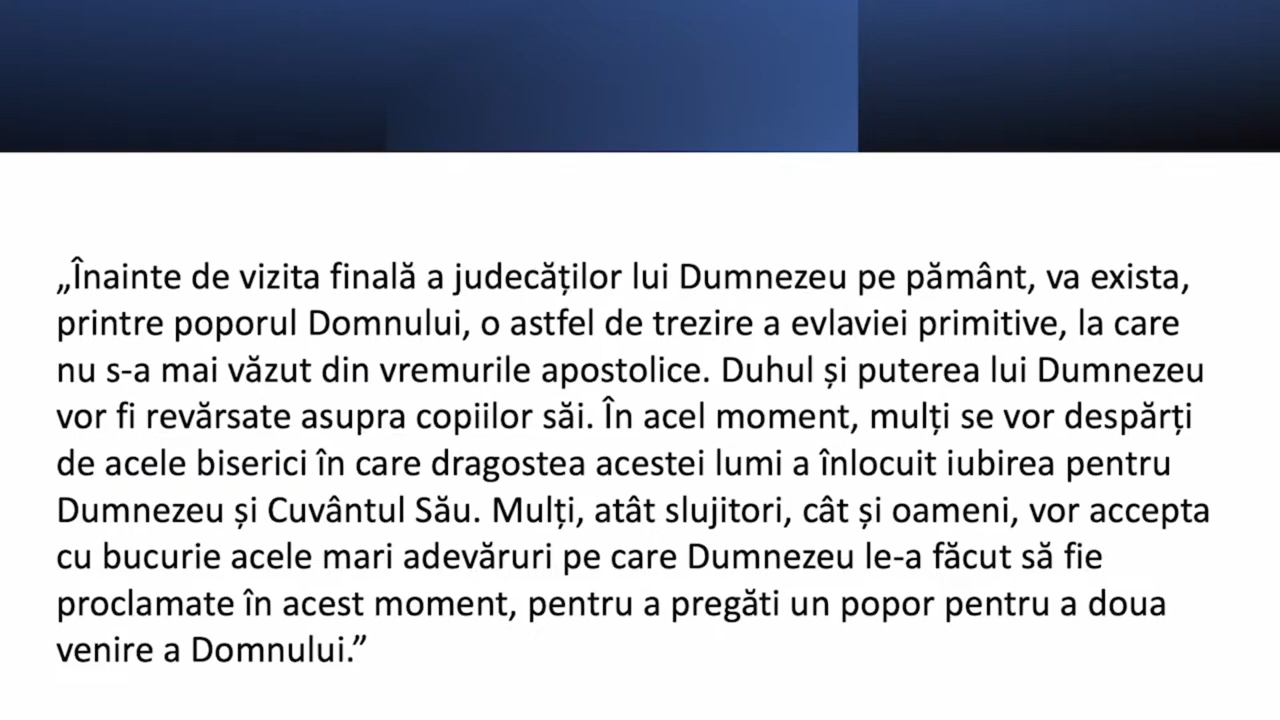 „Înainte de vizita finală a judecăților lui Dumnezeu pe pământ, va exista,
printre poporul Domnului, o astfel de trezire a evlaviei primitive, la care
nu s-a mai văzut din vremurile apostolice. Duhul și puterea lui Dumnezeu
vor fi revărsate asupra copiilor săi. În acel moment, mulți se vor despărți
de acele biserici în care dragostea acestei lumi a înlocuit iubirea pentru
Dumnezeu și Cuvântul Său. Mulți, atât slujitori, cât și oameni, vor accepta
cu bucurie acele mari adevăruri pe care Dumnezeu le-a făcut să fie
proclamate în acest moment, pentru a pregăti un popor pentru a doua
venire a Domnului.”